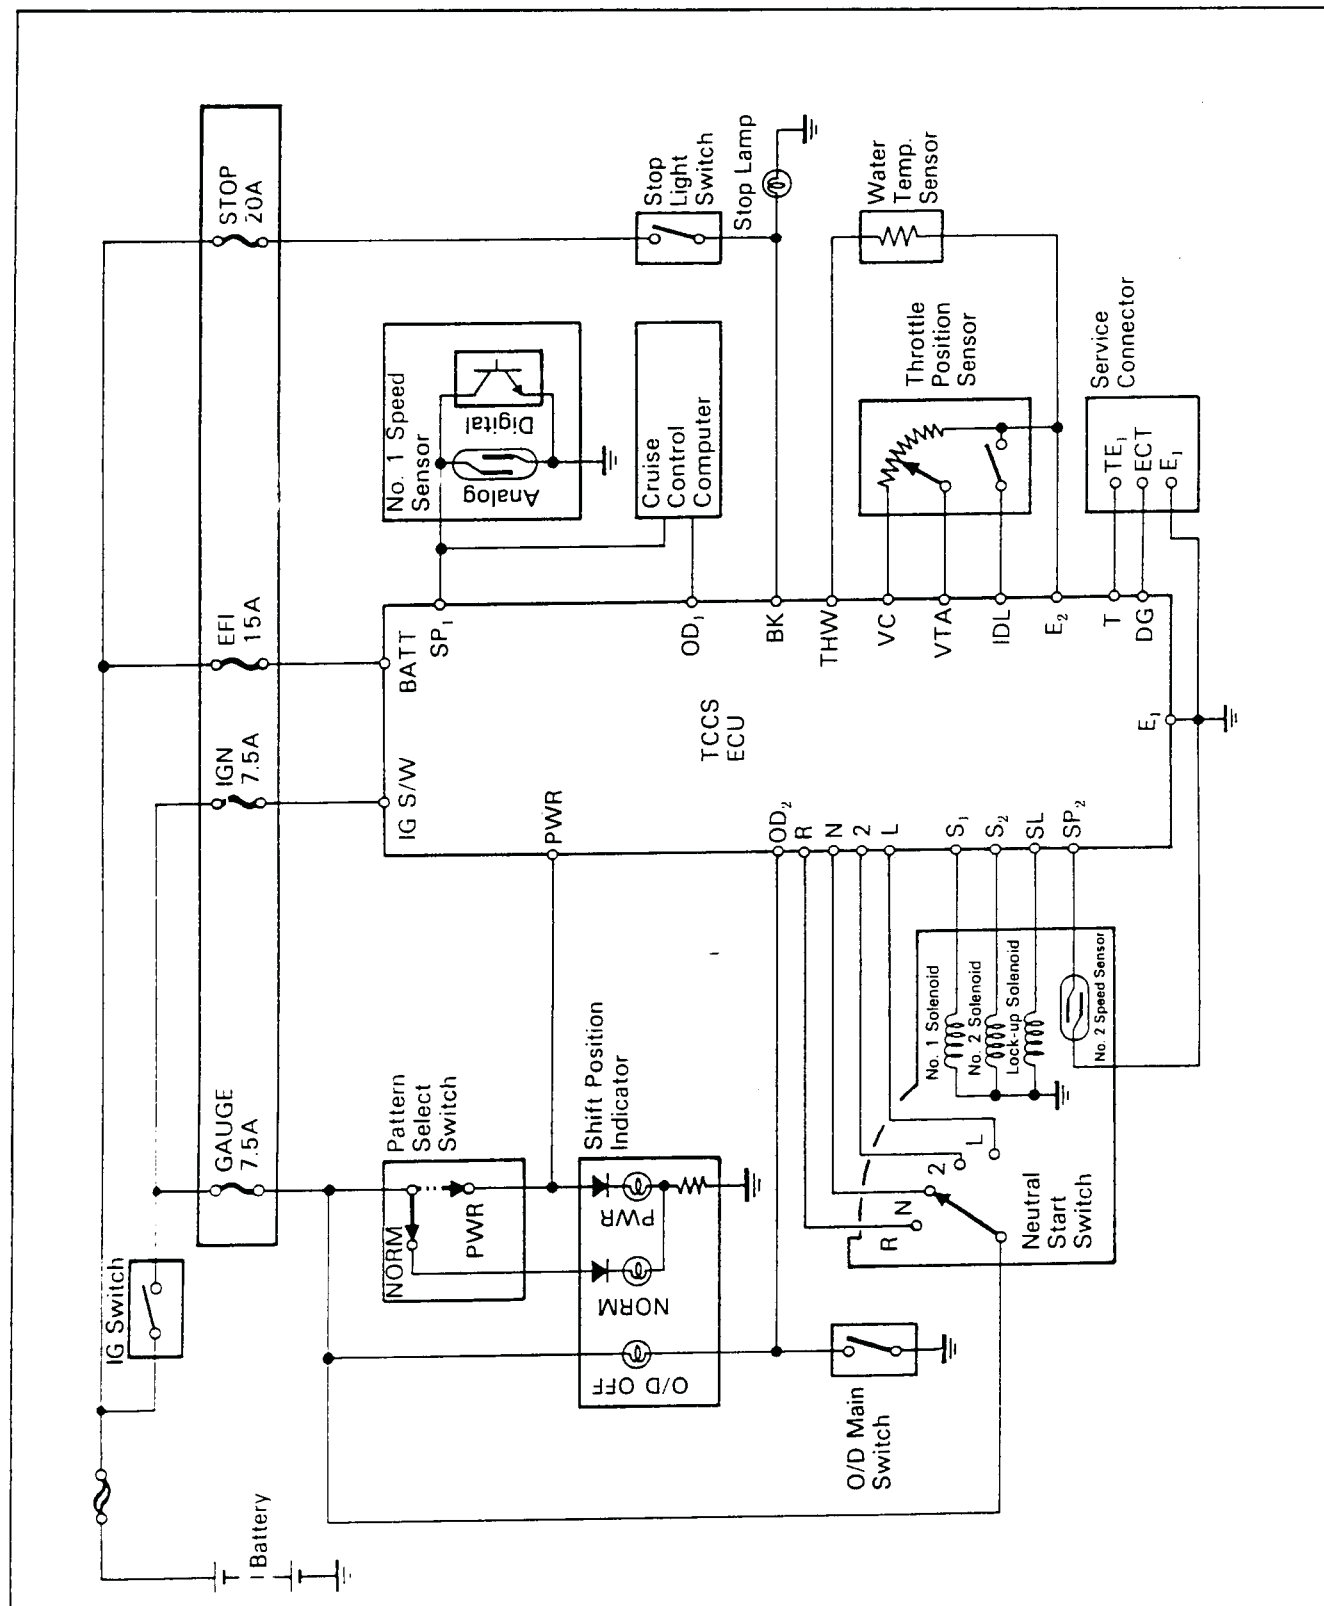 Battery
IG Switch
GAUGE
7.5A
IGN
7.5A
EFI
15A
STOP
20A
Pattern
Select
Switch
NORM
PWR
Shift Position
Indicator
PWR
NORM
O/D OFF
O/D Main
Switch
IG S/W
BATT
PWR
OD2
R
N
2
L
S1
S2
SL
SP2
TCCS
ECU
E1
SP1
OD1
BK
THW
VC
VTA
IDL
E2
T
DG
No. 1 Speed
Sensor
Analog
Digital
Cruise
Control
Computer
Stop
Light
Switch
Stop Lamp
Water
Temp.
Sensor
Throttle
Position
Sensor
Service
Connector
TE1
ECT
E1
No. 1 Solenoid
No. 2 Solenoid
Lock-up Solenoid
No. 2 Speed Sensor
R
N
2
L
Neutral
Start
Switch